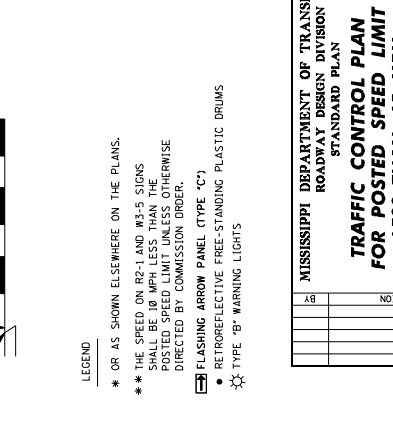 LEGEND
* OR AS SHOWN ELSEWHERE ON THE PLANS.
** THE SPEED ON R2-1 AND W3-5 SIGNS
SHALL BE 10 MPH LESS THAN THE
POSTED SPEED LIMIT UNLESS OTHERWISE
DIRECTED BY COMMISSION ORDER.
FLASHING ARROW PANEL (TYPE "C")
• RETROREFLECTIVE FREE-STANDING PLASTIC DRUMS
TYPE "B" WARNING LIGHTS
MISSISSIPPI DEPARTMENT OF
ROADWAY DESIGN DIVISION
STANDARD PLAN
TRAFFIC CONTROL PLAN
FOR POSTED SPEED LIMIT
BY